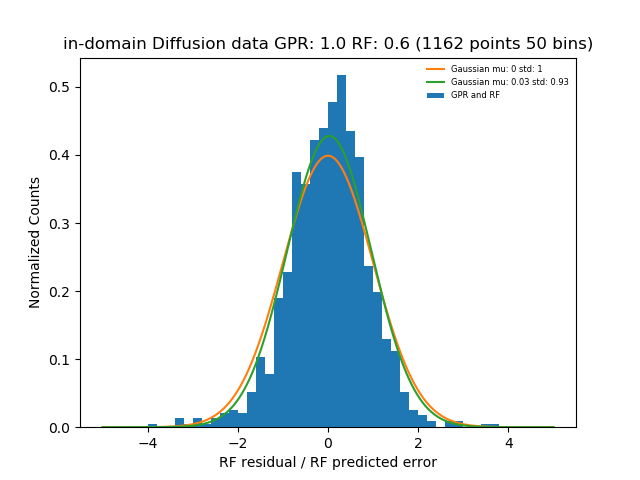 in-domain Diffusion data GPR: 1.0 RF: 0.6 (1162 points 50 bins)
Gaussian mu: 0 std: 1
Gaussian mu: 0.03 std: 0.93
GPR and RF
Normalized Counts
0.5
0.4
0.3
0.2
0.1
0.0
−4
−2
0
2
4
RF residual / RF predicted error